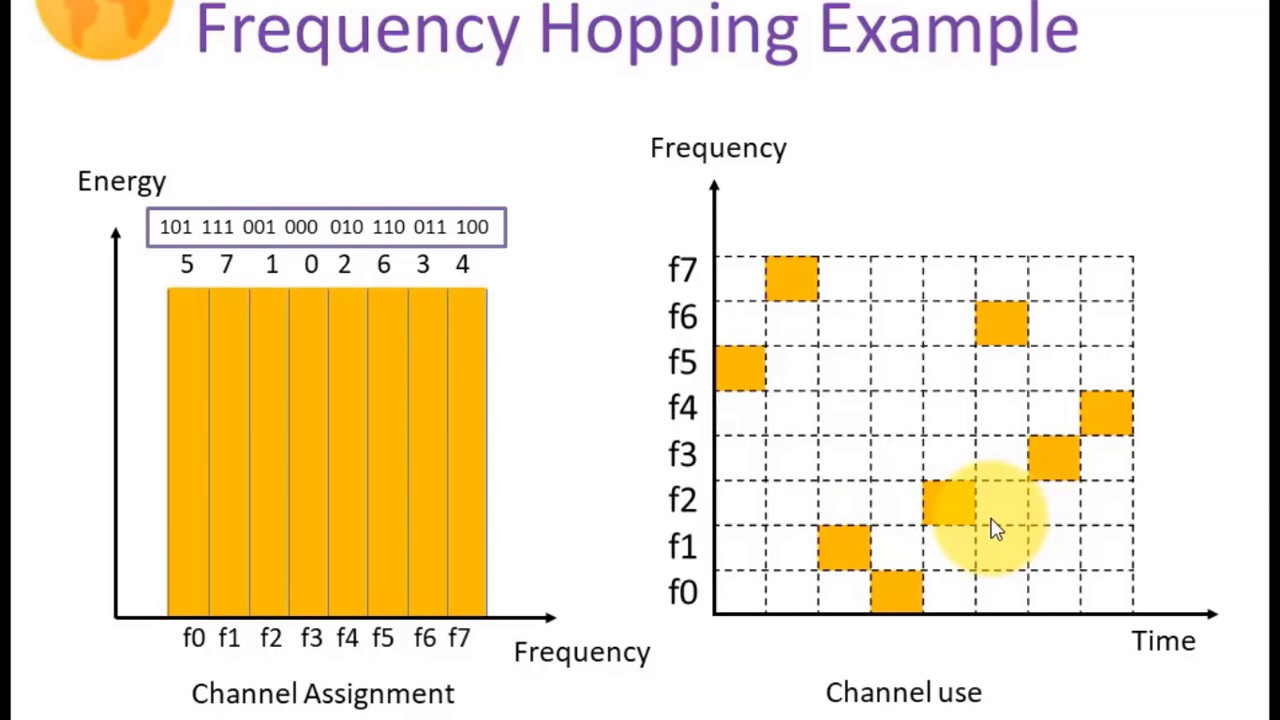 Frequency Hopping Example
Energy
101 111 001 000 010 110 011 100
5 7 1 0 2 6 3 4
f0 f1 f2 f3 f4 f5 f6 f7
Frequency
Channel Assignment
Frequency
f7
f6
f5
f4
f3
f2
f1
f0
Time
Channel use